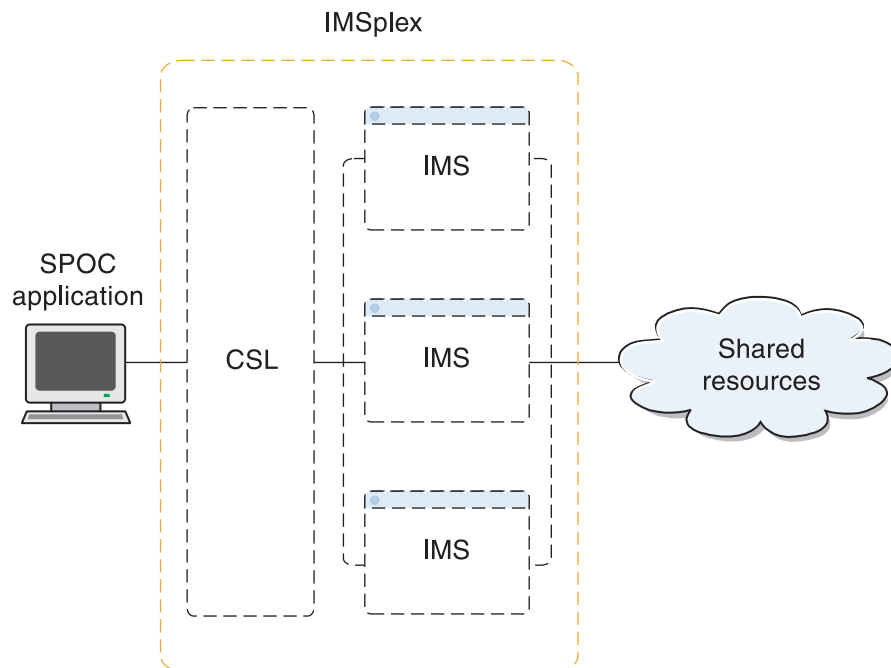 IMSplex
SPOC
application
CSL
IMS
IMS
IMS
Shared
resources